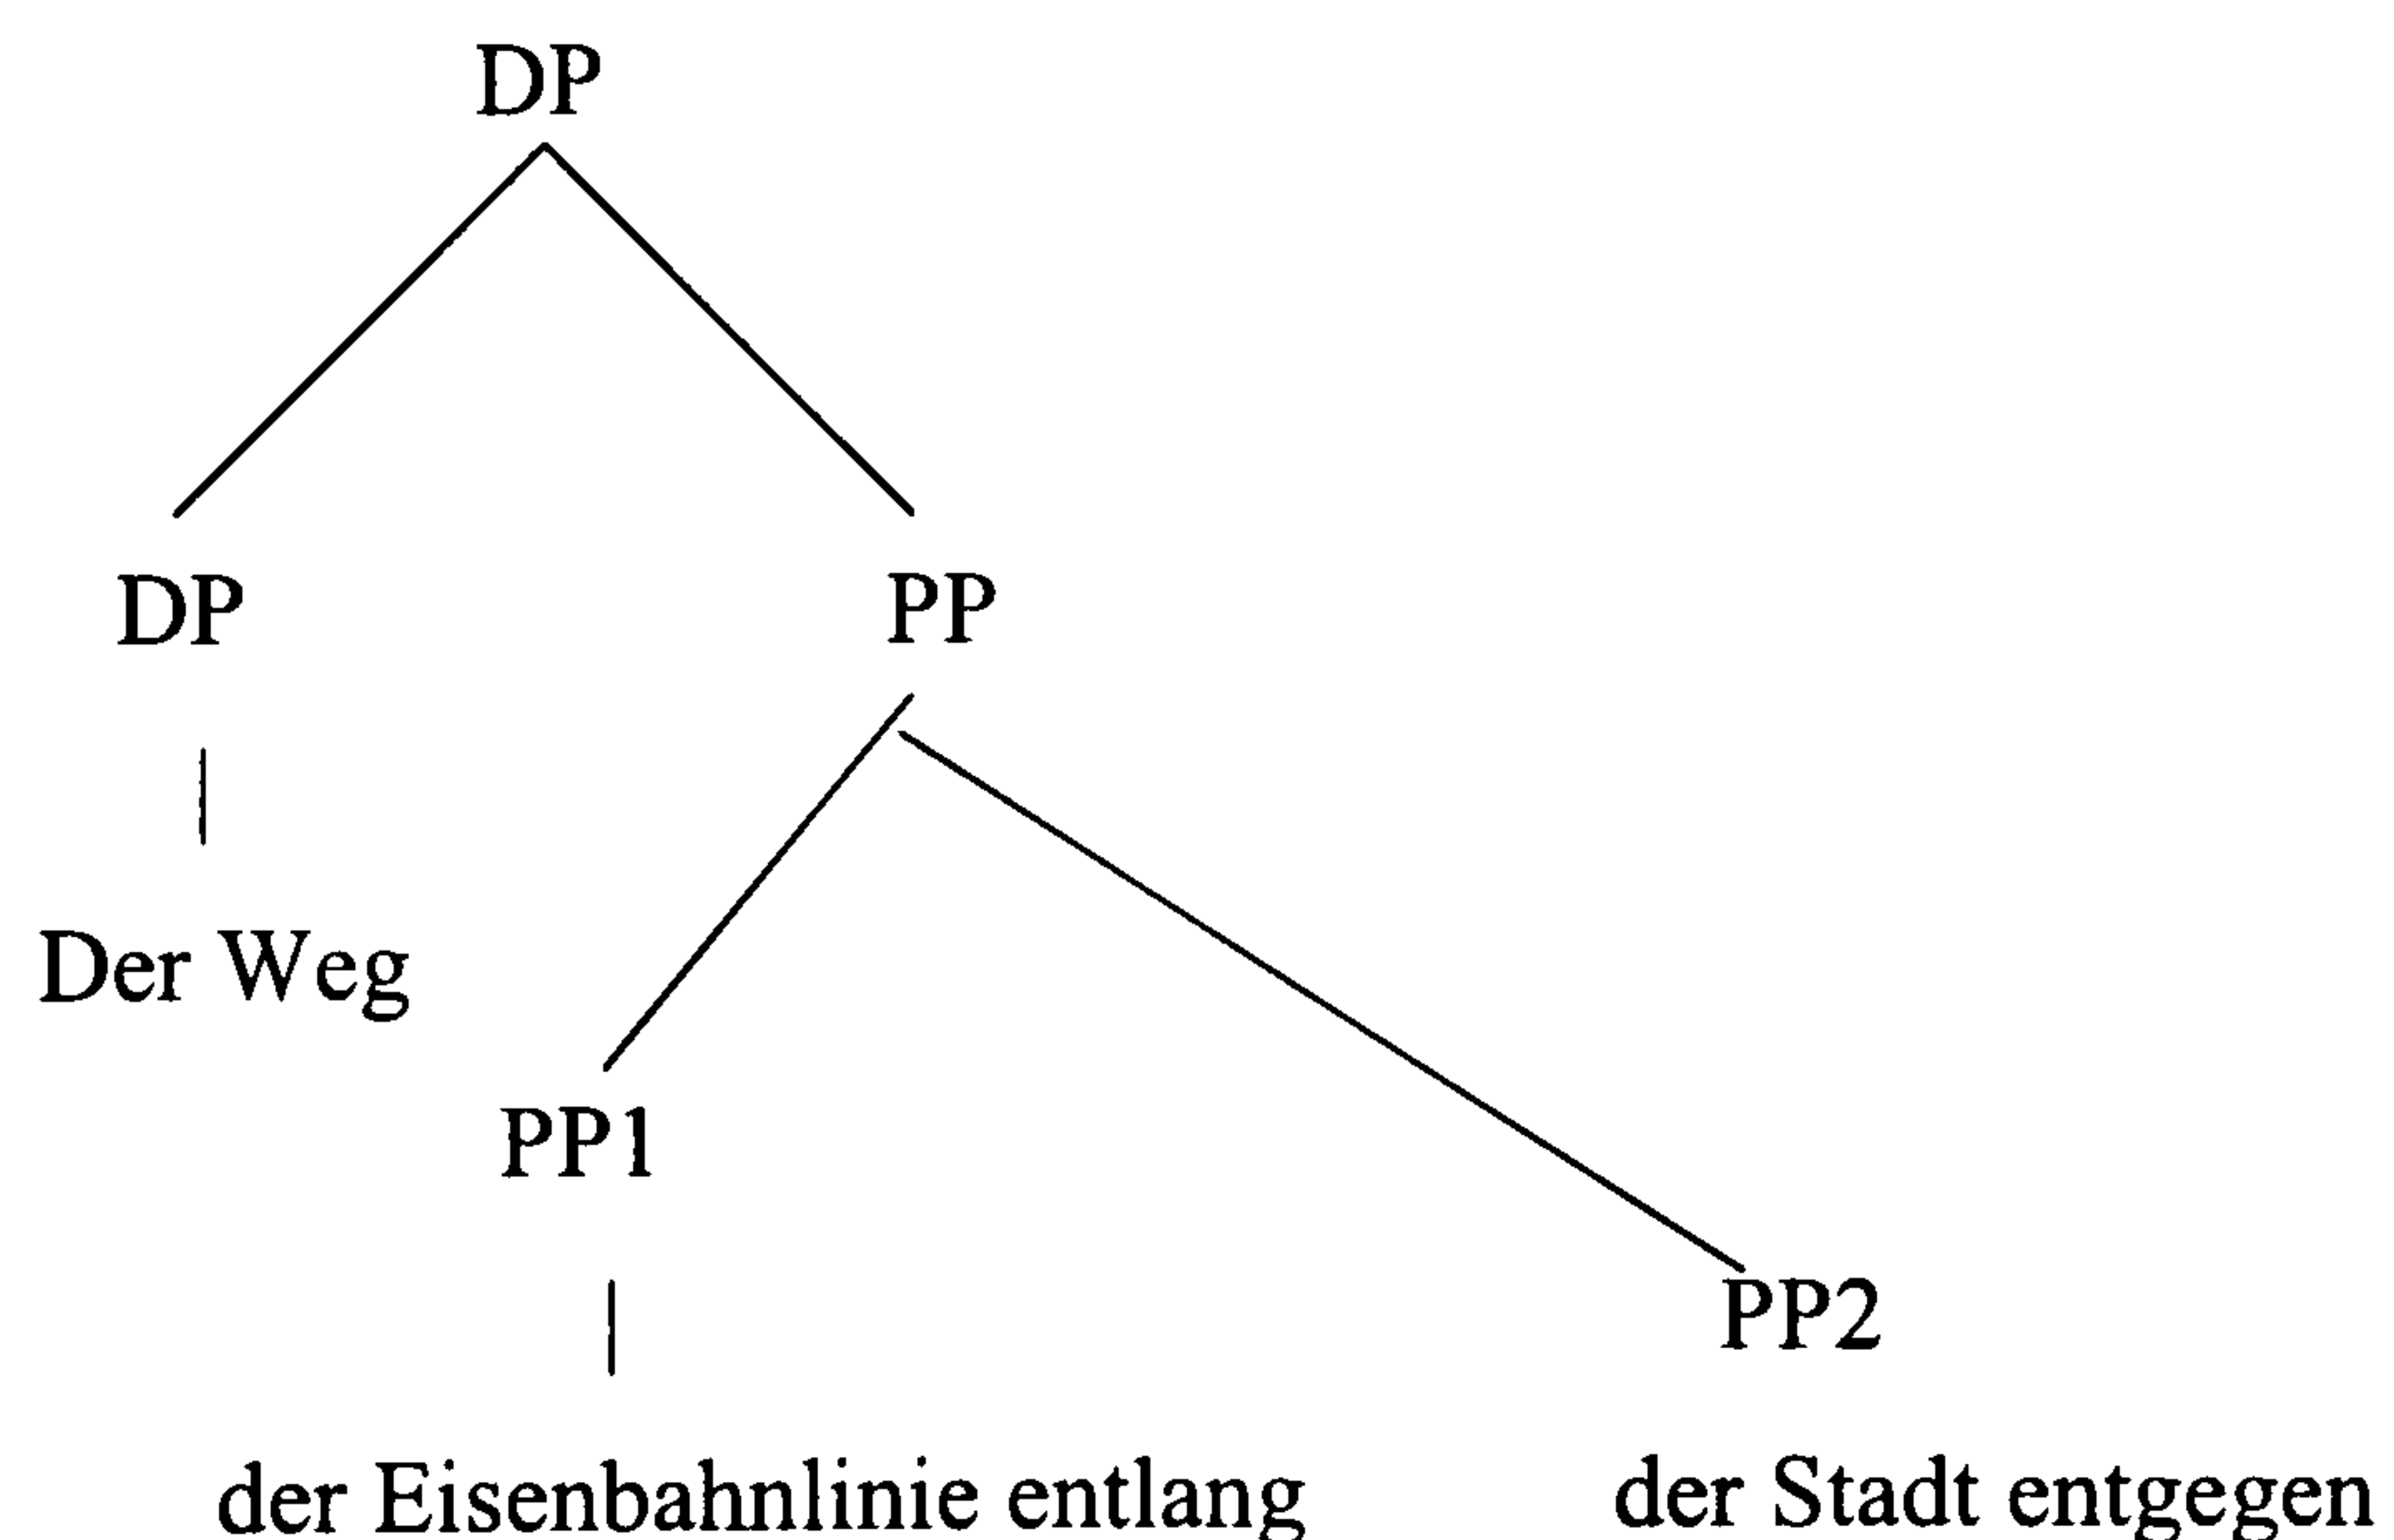 DP
DP PP
Der Weg
PP1
PP2
der Eisenbahnlinie entlang der Stadt entgegen